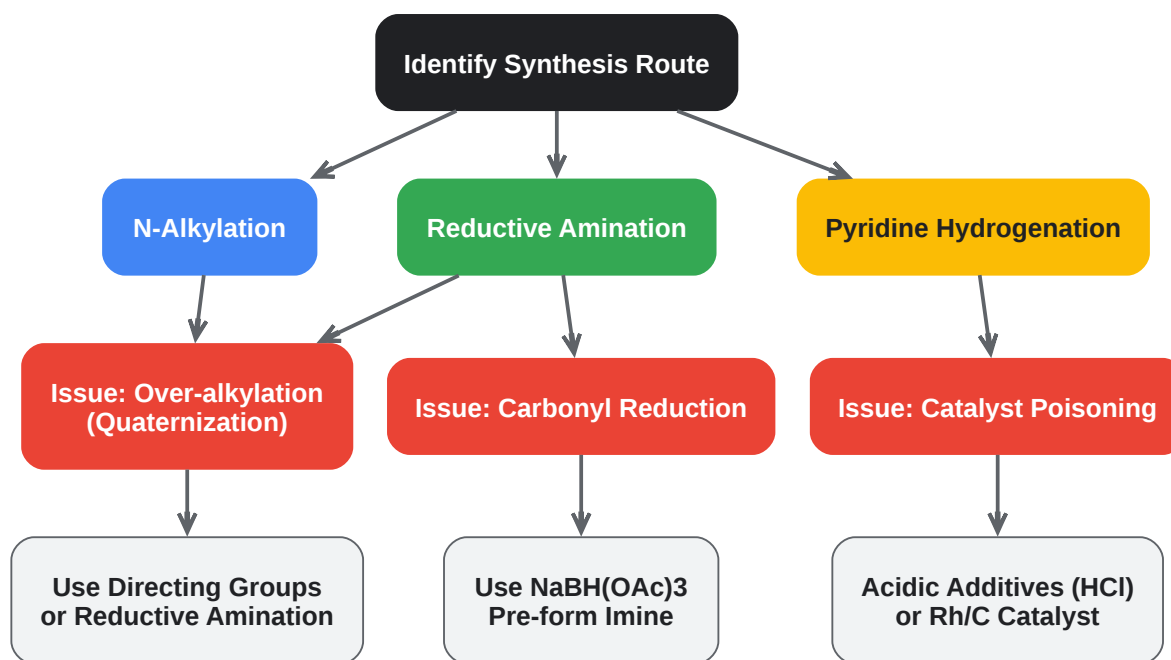 Identify Synthesis Route
N-Alkylation
Reductive Amination
Pyridine Hydrogenation
Issue: Over-alkylation
(Quaternization)
Issue: Carbonyl Reduction
Issue: Catalyst Poisoning
Use Directing Groups
or Reductive Amination
Use NaBH(OAc)3
Pre-form Imine
Acidic Additives (HCl)
or Rh/C Catalyst